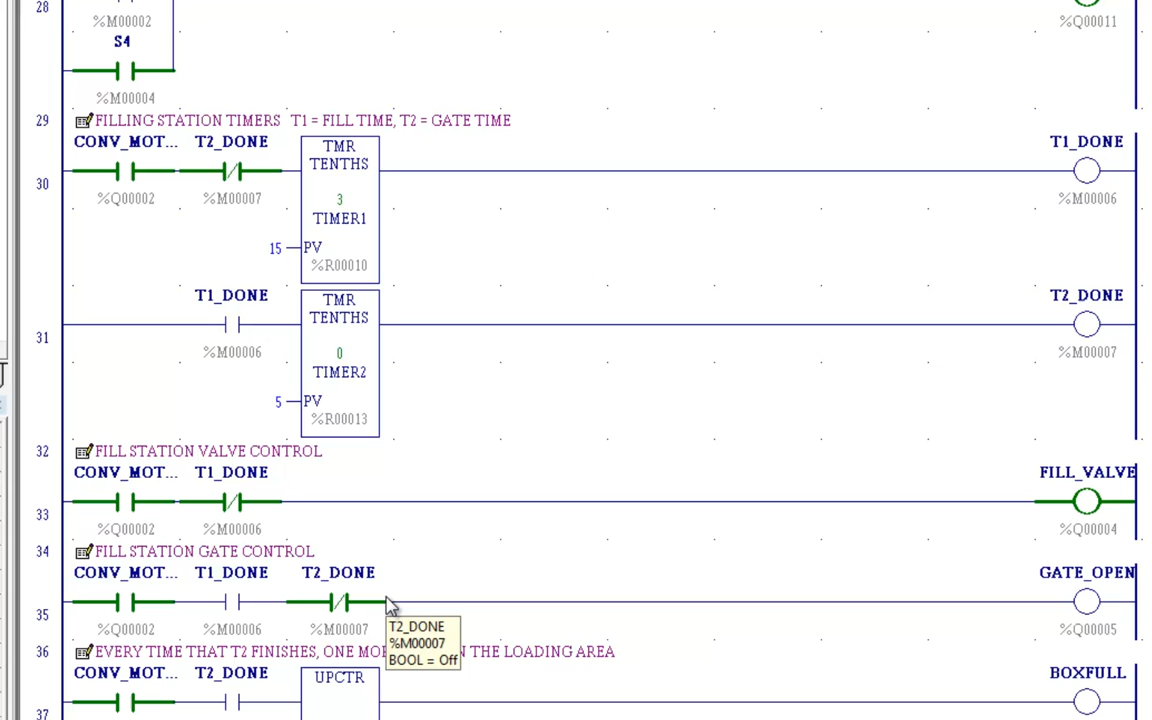 28
%M00002 %Q00011
S4
%M00004
29 FILLING STATION TIMERS T1 = FILL TIME, T2 = GATE TIME
CONV_MOT... T2_DONE TMR T1_DONE
TENTHS
30 %Q00002 %M00007 3 %M00006
TIMER1
15 PV
%R00010
T1_DONE TMR T2_DONE
TENTHS
31 %M00006 0 %M00007
TIMER2
5 PV
%R00013
32 FILL STATION VALVE CONTROL
CONV_MOT... T1_DONE FILL_VALVE
33 %Q00002 %M00006 %Q00004
34 FILL STATION GATE CONTROL
CONV_MOT... T1_DONE T2_DONE GATE_OPEN
35 %Q00002 %M00006 %M00007 %Q00005
T2_DONE
%M00007
BOOL = Off
36 EVERY TIME THAT T2 FINISHES, ONE THE LOADING AREA
CONV_MOT... T2_DONE UPCTR BOXFULL
37